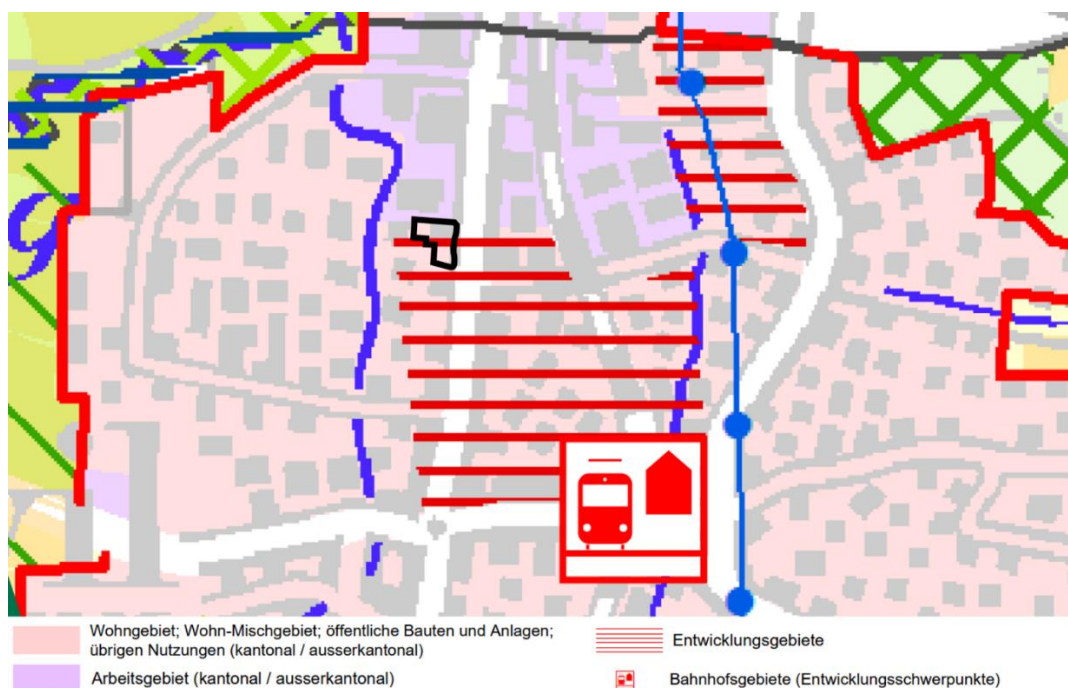 Wohngebiet; Wohn-Mischgebiet; öffentliche Bauten und Anlagen;
übrigen Nutzungen (kantonal / ausserkantonal)
Arbeitsgebiet (kantonal / ausserkantonal)
Entwicklungsgebiete
Bahnhofsgebiete (Entwicklungsschwerpunkte)